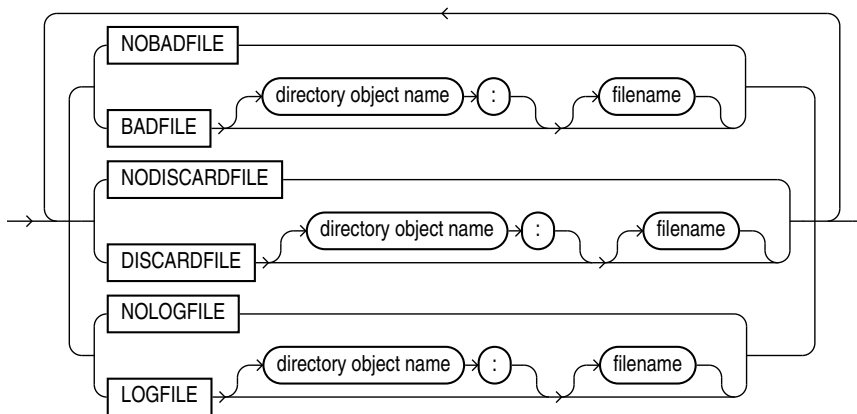 NOBADFILE
directory object name : filename
BADFILE
NODISCARDFILE
directory object name : filename
DISCARDFILE
NOLOGFILE
directory object name : filename
LOGFILE